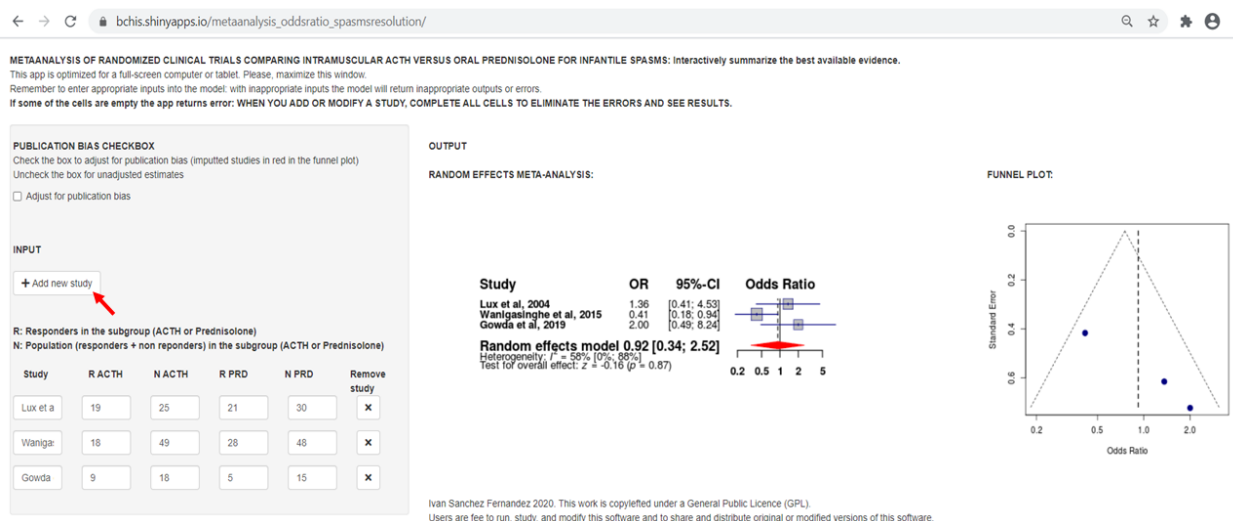 bchis.shinyapps.io/metaanalysis_oddsratio_spasmsresolution/
METAANALYSIS OF RANDOMIZED CLINICAL TRIALS COMPARING INTRAMUSCULAR ACTH VERSUS ORAL PREDNISOLONE FOR INFANTILE SPASMS: Interactively summarize the best available evidence.
This app is optimized for a full-screen computer or tablet. Please, maximize this window.
Remember to enter appropriate inputs into the model: with inappropriate inputs the model will return inappropriate outputs or errors.
If some of the cells are empty the app returns error: WHEN YOU ADD OR MODIFY A STUDY, COMPLETE ALL CELLS TO ELIMINATE THE ERRORS AND SEE RESULTS.
PUBLICATION BIAS CHECKBOX
Check the box to adjust for publication bias (imputted studies in red in the funnel plot)
Uncheck the box for unadjusted estimates
Adjust for publication bias
INPUT
+ Add new study
R: Responders in the subgroup (ACTH or Prednisolone)
N: Population (responders + non reponders) in the subgroup (ACTH or Prednisolone)
Study R ACTH N ACTH R PRD N PRD Remove
study
Lux et a 19 25 21 30 x
Waniga: 18 49 28 48 x
Gowda 9 18 5 15 x
OUTPUT
RANDOM EFFECTS META-ANALYSIS:
Study OR 95%-CI Odds Ratio
Lux et al, 2004 1.36 [0.41; 4.53]
Wanigasinghe et al, 2015 0.41 [0.18; 0.94]
Gowda et al, 2019 2.00 [0.49; 8.24]
Random effects model 0.92 [0.34; 2.52]
Heterogeneity: I² = 58% [0%; 88%]
Test for overall effect: z = -0.16 (p = 0.87)
0.2 0.5 1 2 5
FUNNEL PLOT:
Standard Error
0.0
0.2
0.4
0.6
0.2 0.5 1.0 2.0
Odds Ratio
Ivan Sanchez Fernandez 2020. This work is copylefted under a General Public Licence (GPL).
Users are fee to run, study, and modify this software and to share and distribute original or modified versions of this software.